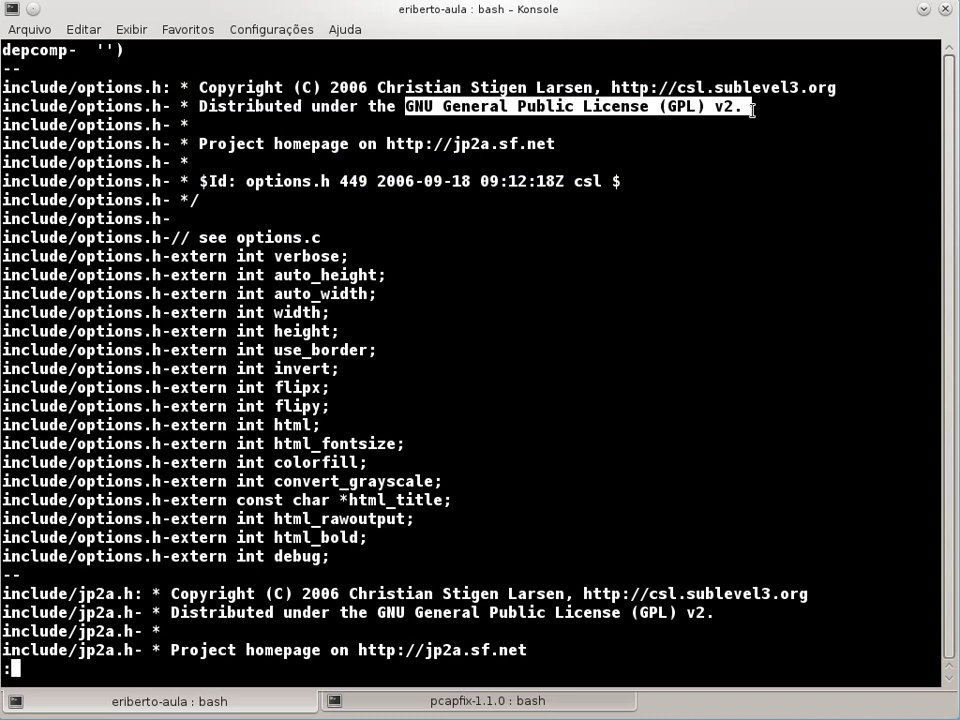 eriberto-aula : bash – Konsole
Arquivo Editar Exibir Favoritos Configurações Ajuda
depcomp-  '')
--
include/options.h: * Copyright (C) 2006 Christian Stigen Larsen, http://csl.sublevel3.org
include/options.h- * Distributed under the GNU General Public License (GPL) v2.
include/options.h- *
include/options.h- * Project homepage on http://jp2a.sf.net
include/options.h- *
include/options.h- * $Id: options.h 449 2006-09-18 09:12:18Z csl $
include/options.h- */
include/options.h-
include/options.h-// see options.c
include/options.h-extern int verbose;
include/options.h-extern int auto_height;
include/options.h-extern int auto_width;
include/options.h-extern int width;
include/options.h-extern int height;
include/options.h-extern int use_border;
include/options.h-extern int invert;
include/options.h-extern int flipx;
include/options.h-extern int flipy;
include/options.h-extern int html;
include/options.h-extern int html_fontsize;
include/options.h-extern int colorfill;
include/options.h-extern int convert_grayscale;
include/options.h-extern const char *html_title;
include/options.h-extern int html_rawoutput;
include/options.h-extern int html_bold;
include/options.h-extern int debug;
--
include/jp2a.h: * Copyright (C) 2006 Christian Stigen Larsen, http://csl.sublevel3.org
include/jp2a.h- * Distributed under the GNU General Public License (GPL) v2.
include/jp2a.h- *
include/jp2a.h- * Project homepage on http://jp2a.sf.net
:
eriberto-aula : bash
pcapfix-1.1.0 : bash